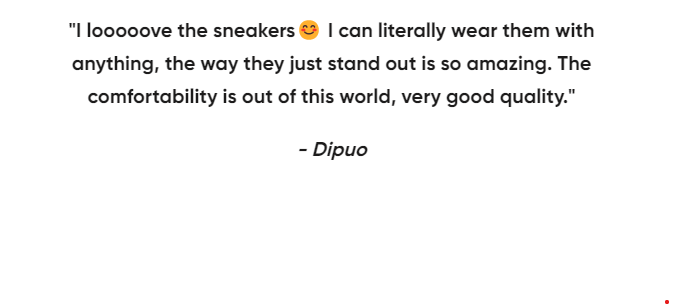 "I looooove the sneakers😊 I can literally wear them with
anything, the way they just stand out is so amazing. The
comfortability is out of this world, very good quality."
- Dipuo